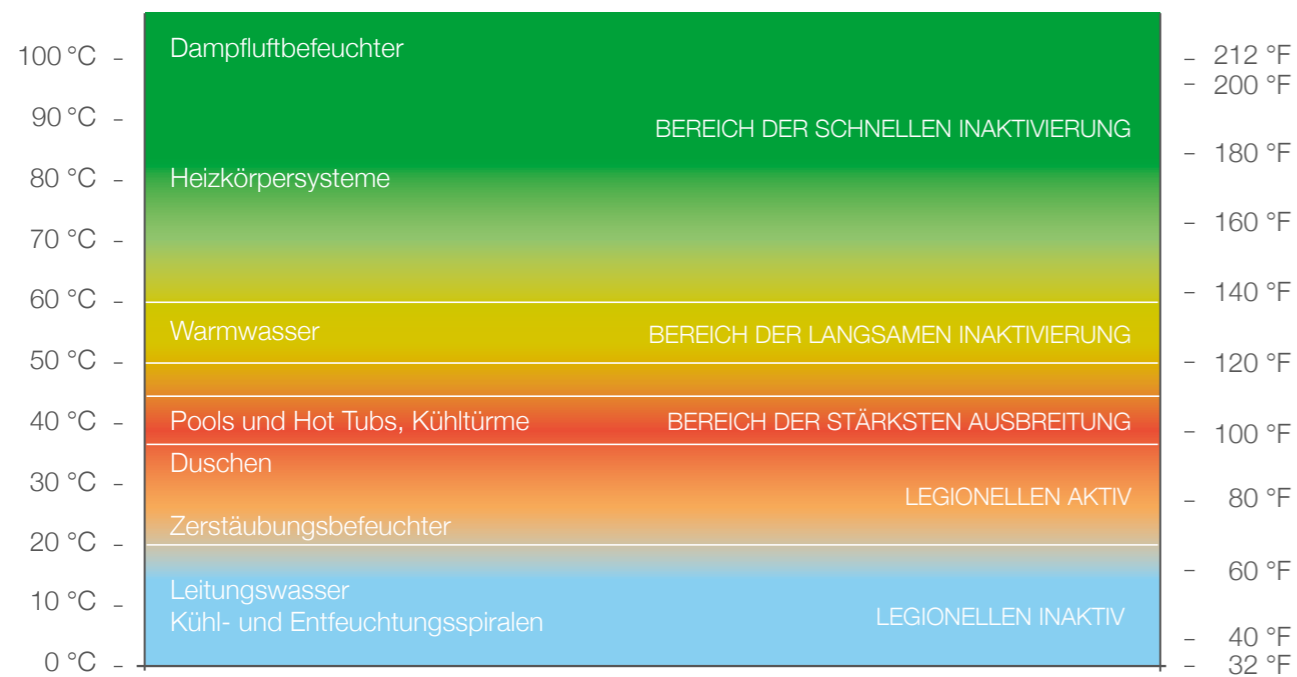 100 °C
Dampfluftbefeuchter
212 °F
200 °F
90 °C
BEREICH DER SCHNELLEN INAKTIVIERUNG
180 °F
80 °C
Heizkörpersysteme
70 °C
160 °F
60 °C
140 °F
Warmwasser
BEREICH DER LANGSAMEN INAKTIVIERUNG
50 °C
120 °F
40 °C
Pools und Hot Tubs, Kühltürme
BEREICH DER STÄRKSTEN AUSBREITUNG
100 °F
Duschen
30 °C
LEGIONELLEN AKTIV
80 °F
Zerstäubungsbefeuchter
20 °C
60 °F
Leitungswasser
10 °C
Kühl- und Entfeuchtungsspiralen
LEGIONELLEN INAKTIV
40 °F
0 °C
32 °F